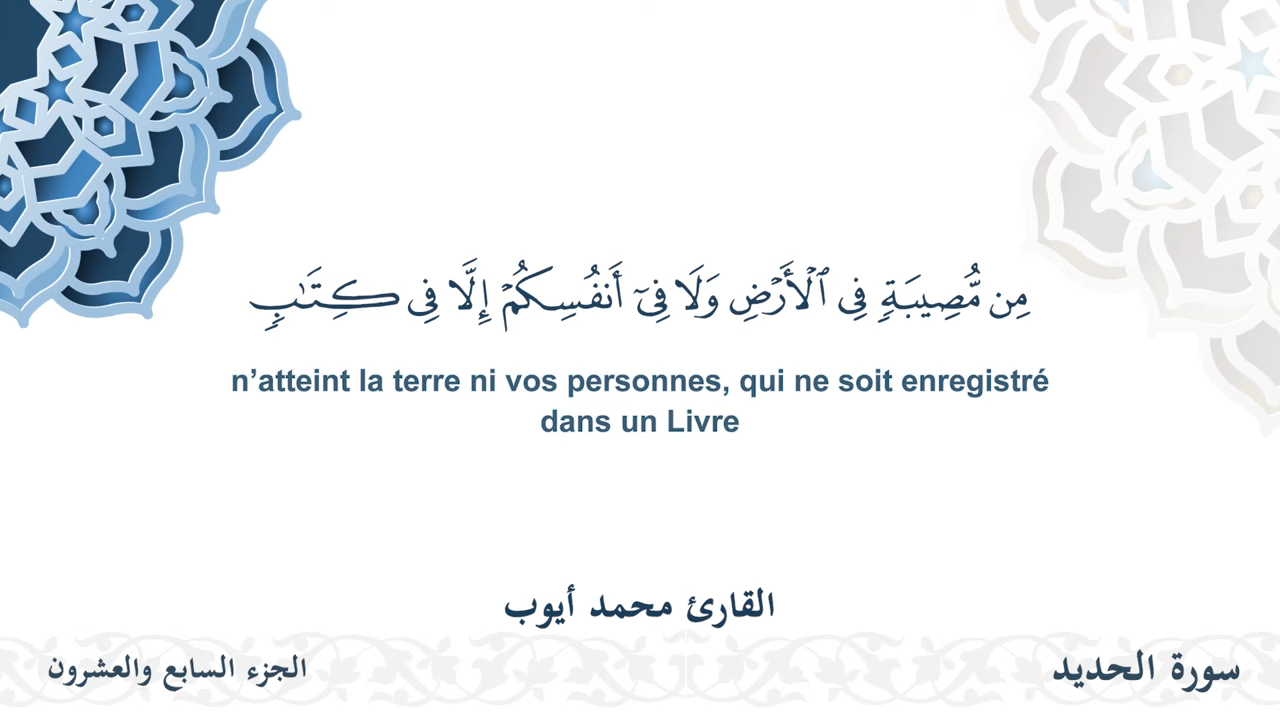 مِن مُّصِيبَةٍ فِى ٱلْأَرْضِ وَلَا فِىٓ أَنفُسِكُمْ إِلَّا فِى كِتَـٰبٍ
n’atteint la terre ni vos personnes, qui ne soit enregistré
dans un Livre
القارئ محمد أيوب
سورة الحديد
الجزء السابع والعشرون